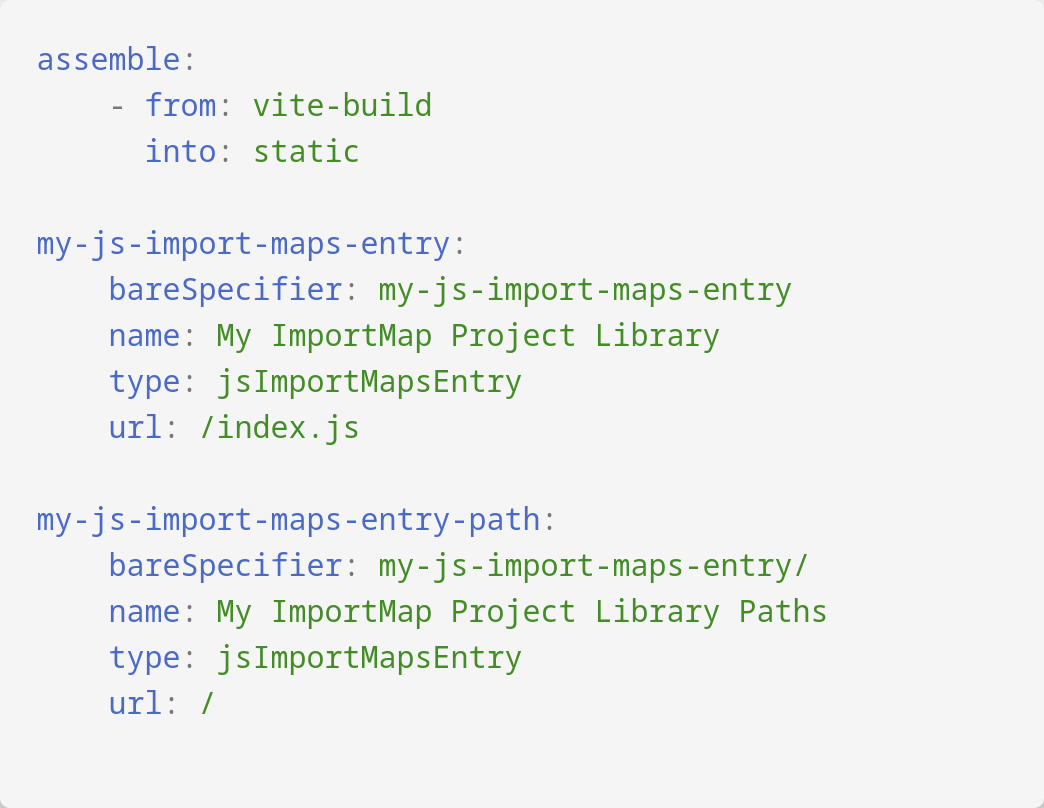 assemble:
    - from: vite-build
      into: static

my-js-import-maps-entry:
    bareSpecifier: my-js-import-maps-entry
    name: My ImportMap Project Library
    type: jsImportMapsEntry
    url: /index.js

my-js-import-maps-entry-path:
    bareSpecifier: my-js-import-maps-entry/
    name: My ImportMap Project Library Paths
    type: jsImportMapsEntry
    url: /